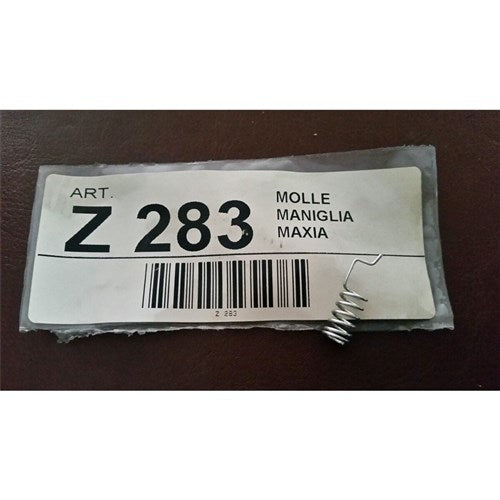 ART.
Z 283
MOLLE
MANIGLIA
MAXIA
Z 283